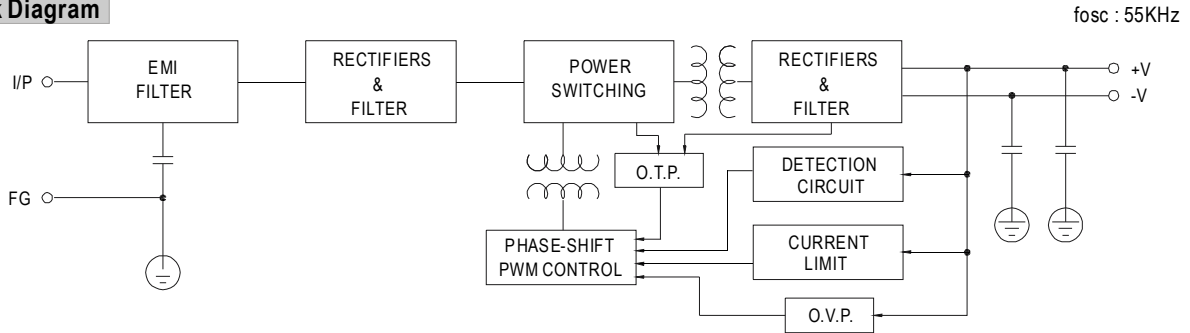 Diagram
fosc : 55KHz
I/P
EMI
FILTER
RECTIFIERS
&
FILTER
POWER
SWITCHING
RECTIFIERS
&
FILTER
+V
-V
O.T.P.
DETECTION
CIRCUIT
FG
PHASE-SHIFT
PWM CONTROL
CURRENT
LIMIT
O.V.P.